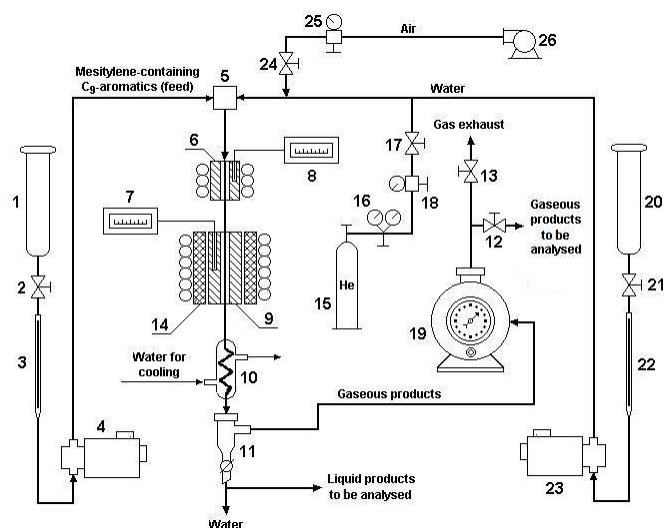 25
Air
26
24
Mesitylene-containing
C9-aromatics (feed)
5
Water
Gas exhaust
6
17
8
13
1
7
16
18
20
Gaseous
products
to be
analysed
12
2
He
15
21
14
9
19
3
Water for
cooling
10
22
Gaseous products
4
11
23
Liquid products
to be analysed
Water